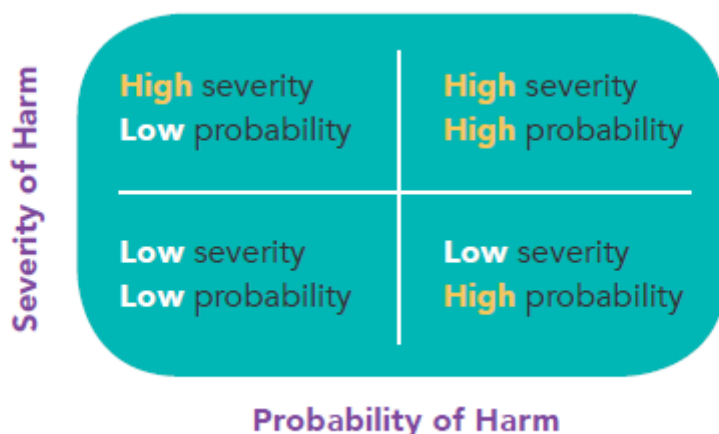 Severity of Harm
High severity
Low probability
High severity
High probability
Low severity
Low probability
Low severity
High probability
Probability of Harm